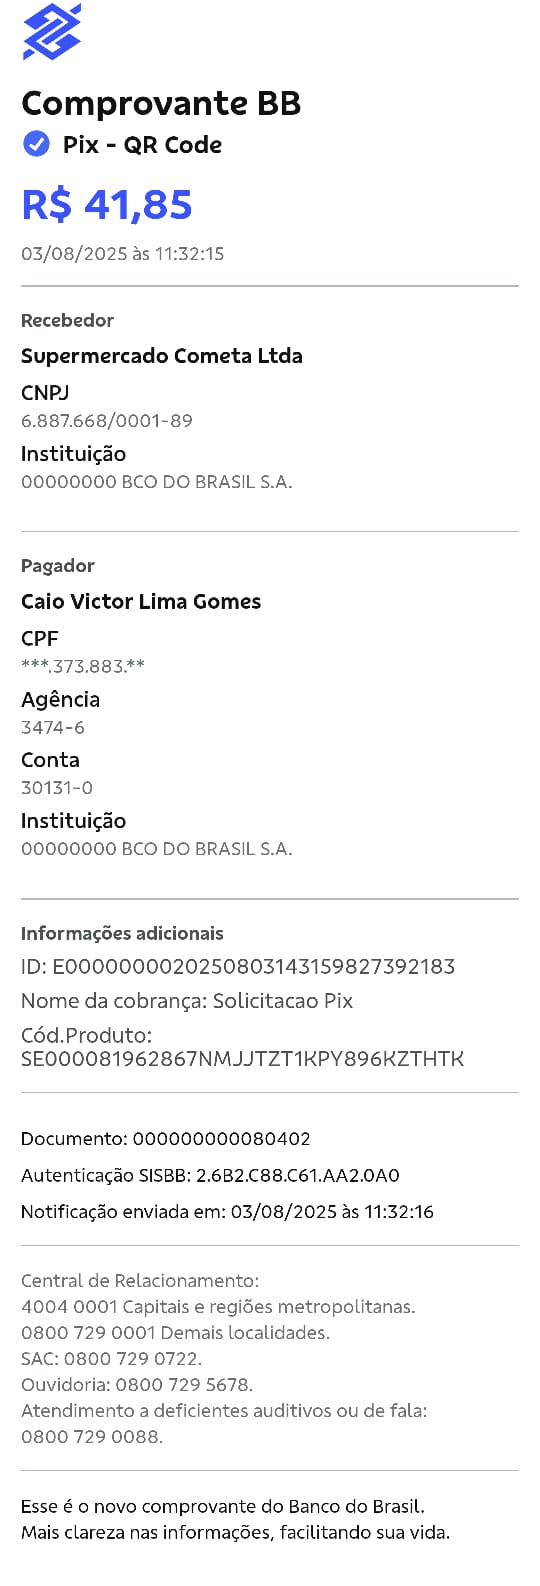 Comprovante BB
Pix - QR Code
R$ 41,85
03/08/2025 às 11:32:15
Recebedor
Supermercado Cometa Ltda
CNPJ
6.887.668/0001-89
Instituição
00000000 BCO DO BRASIL S.A.
Pagador
Caio Victor Lima Gomes
CPF
***.373.883.**
Agência
3474-6
Conta
30131-0
Instituição
00000000 BCO DO BRASIL S.A.
Informações adicionais
ID: E00000000202508031431598​27392183
Nome da cobrança: Solicitacao Pix
Cód.Produto:
SE000081962867NMJJTZT1KPY896KZTHTK
Documento: 000000000080402
Autenticação SISBB: 2.6B2.C88.C61.AA2.0A0
Notificação enviada em: 03/08/2025 às 11:32:16
Central de Relacionamento:
4004 0001 Capitais e regiões metropolitanas.
0800 729 0001 Demais localidades.
SAC: 0800 729 0722.
Ouvidoria: 0800 729 5678.
Atendimento a deficientes auditivos ou de fala:
0800 729 0088.
Esse é o novo comprovante do Banco do Brasil.
Mais clareza nas informações, facilitando sua vida.